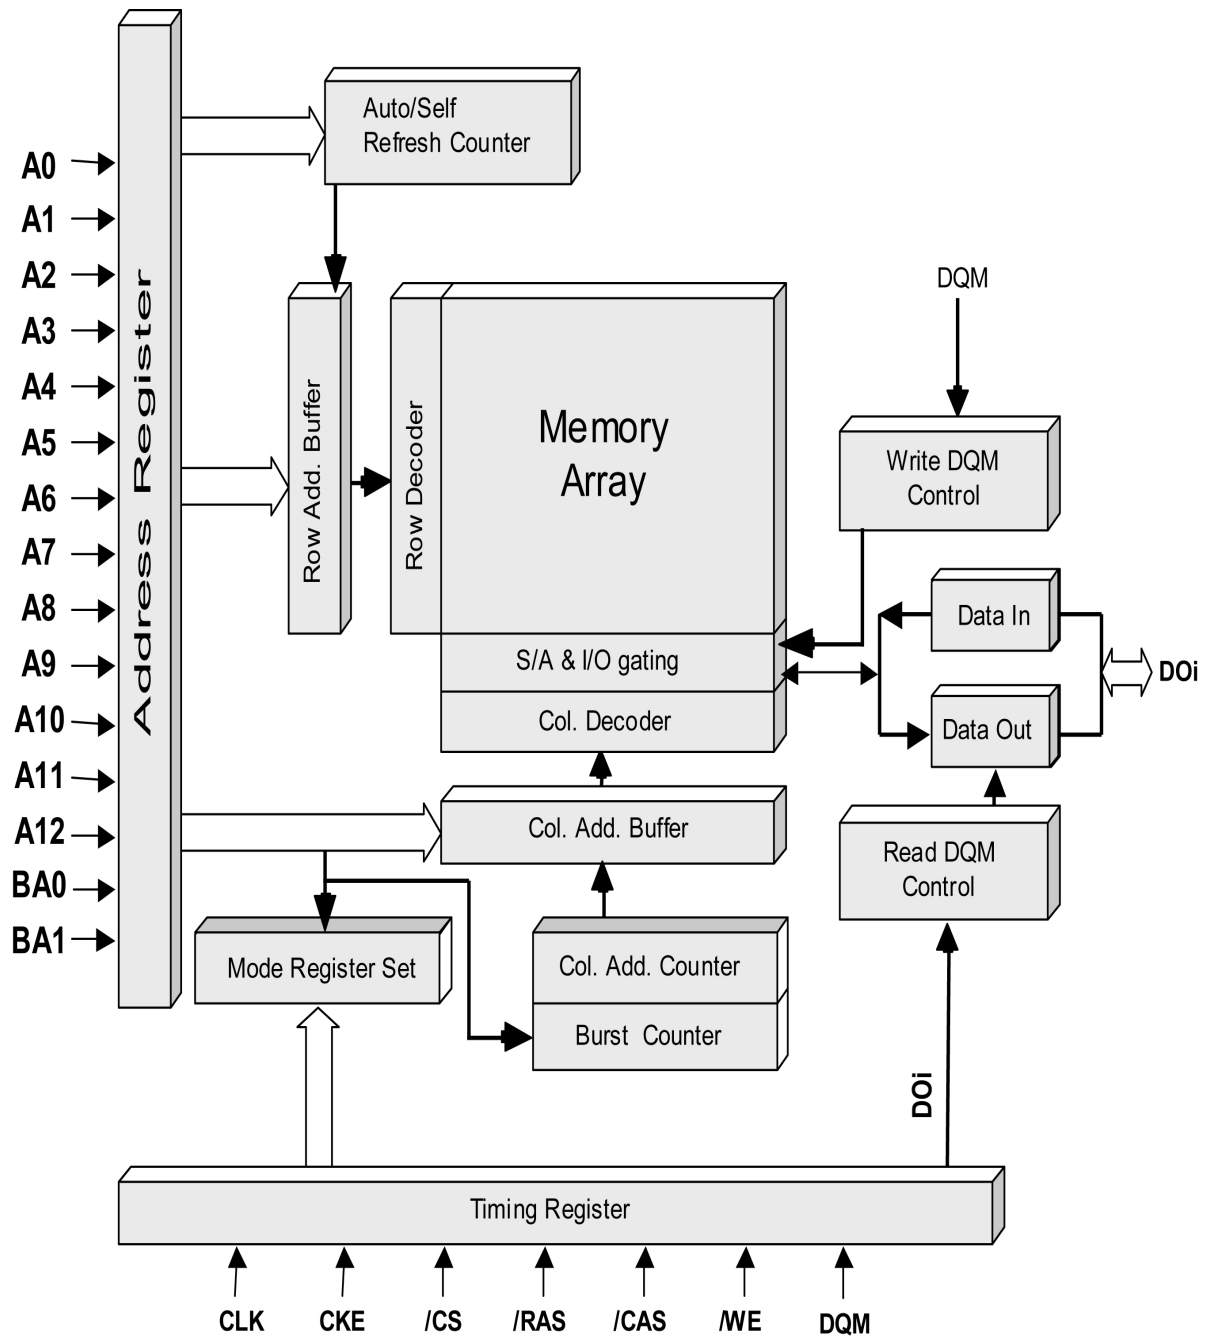 Auto/Self
Refresh Counter
A0
A1
A2
A3
A4
A5
A6
A7
A8
A9
A10
A11
A12
BA0
BA1
Address Register
Row Add. Buffer
Row Decoder
Memory
Array
S/A & I/O gating
Col. Decoder
Col. Add. Buffer
Mode Register Set
Col. Add. Counter
Burst Counter
DQM
Write DQM
Control
Data In
Data Out
DOi
Read DQM
Control
DOi
Timing Register
CLK
CKE
/CS
/RAS
/CAS
/WE
DQM